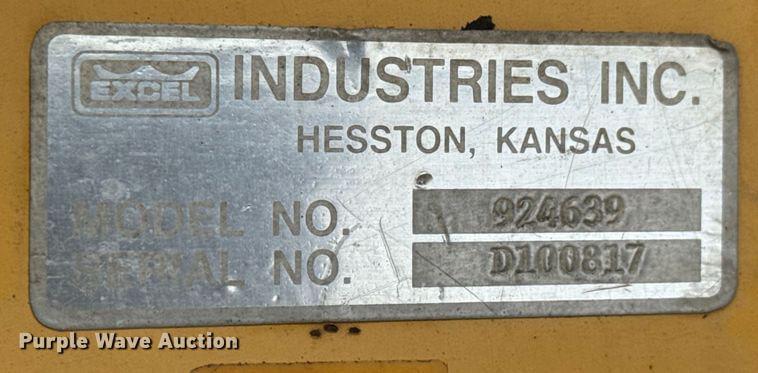 EXCEL INDUSTRIES INC.
HESSTON, KANSAS
MODEL NO. 924639
SERIAL NO. D100817
Purple Wave Auction